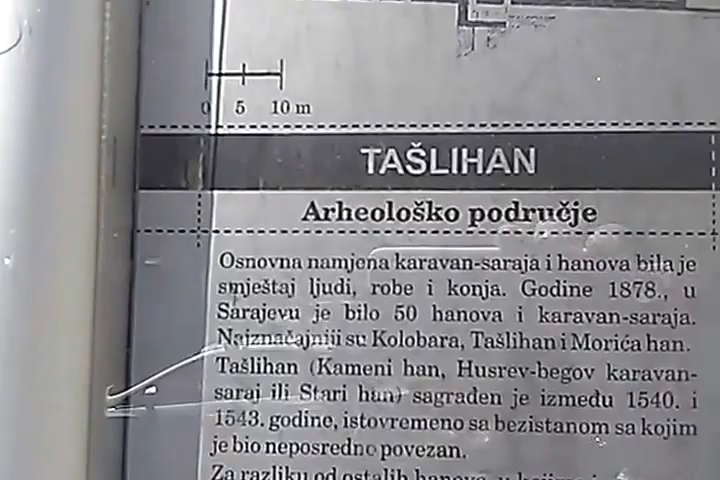 0 5 10 m
TAŠLIHAN
Arheološko područje
Osnovna namjena karavan-saraja i hanova bila je
smještaj ljudi, robe i konja. Godine 1878., u
Sarajevu je bilo 50 hanova i karavan-saraja.
Najznačajniji su Kolobara, Tašlihan i Morića han.
Tašlihan (Kameni han, Husrev-begov karavan-
saraj ili Stari han) sagrađen je između 1540. i
1543. godine, istovremeno sa bezistanom sa kojim
je bio neposredno povezan.
Za razliku od ostalih hanova, u kojima